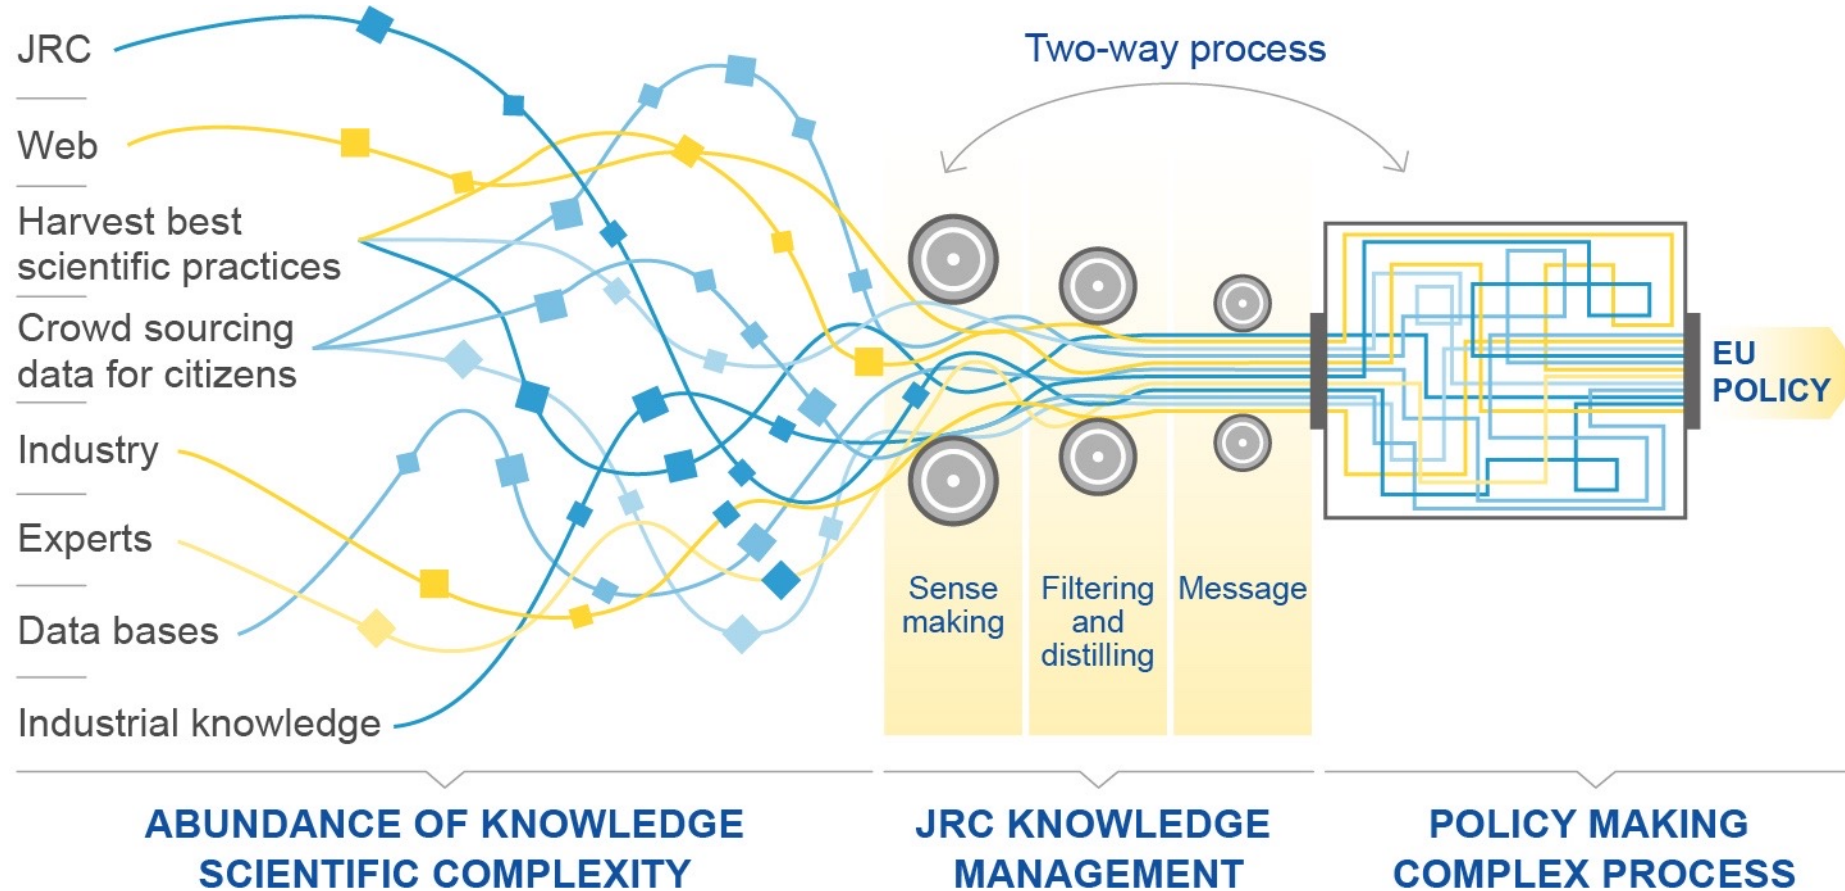 JRC
Web
Harvest best
scientific practices
Crowd sourcing
data for citizens
Industry
Experts
Data bases
Industrial knowledge
Two-way process
Sense
making
Filtering
and
distilling
Message
EU
POLICY
ABUNDANCE OF KNOWLEDGE
SCIENTIFIC COMPLEXITY
JRC KNOWLEDGE
MANAGEMENT
POLICY MAKING
COMPLEX PROCESS